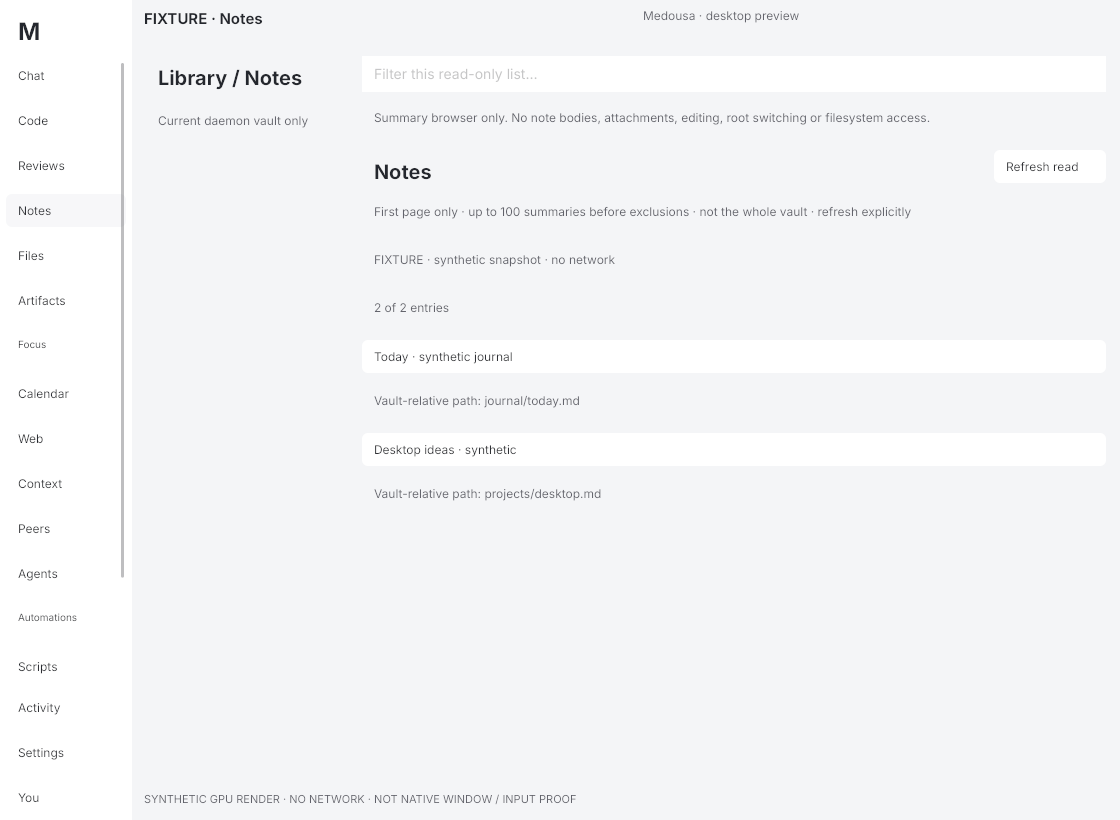 M
Chat
Code
Reviews
Notes
Files
Artifacts
Focus
Calendar
Web
Context
Peers
Agents
Automations
Scripts
Activity
Settings
You
FIXTURE · Notes
Medousa · desktop preview
Library / Notes
Current daemon vault only
Filter this read-only list...
Summary browser only. No note bodies, attachments, editing, root switching or filesystem access.
Notes
Refresh read
First page only · up to 100 summaries before exclusions · not the whole vault · refresh explicitly
FIXTURE · synthetic snapshot · no network
2 of 2 entries
Today · synthetic journal
Vault-relative path: journal/today.md
Desktop ideas · synthetic
Vault-relative path: projects/desktop.md
SYNTHETIC GPU RENDER · NO NETWORK · NOT NATIVE WINDOW / INPUT PROOF